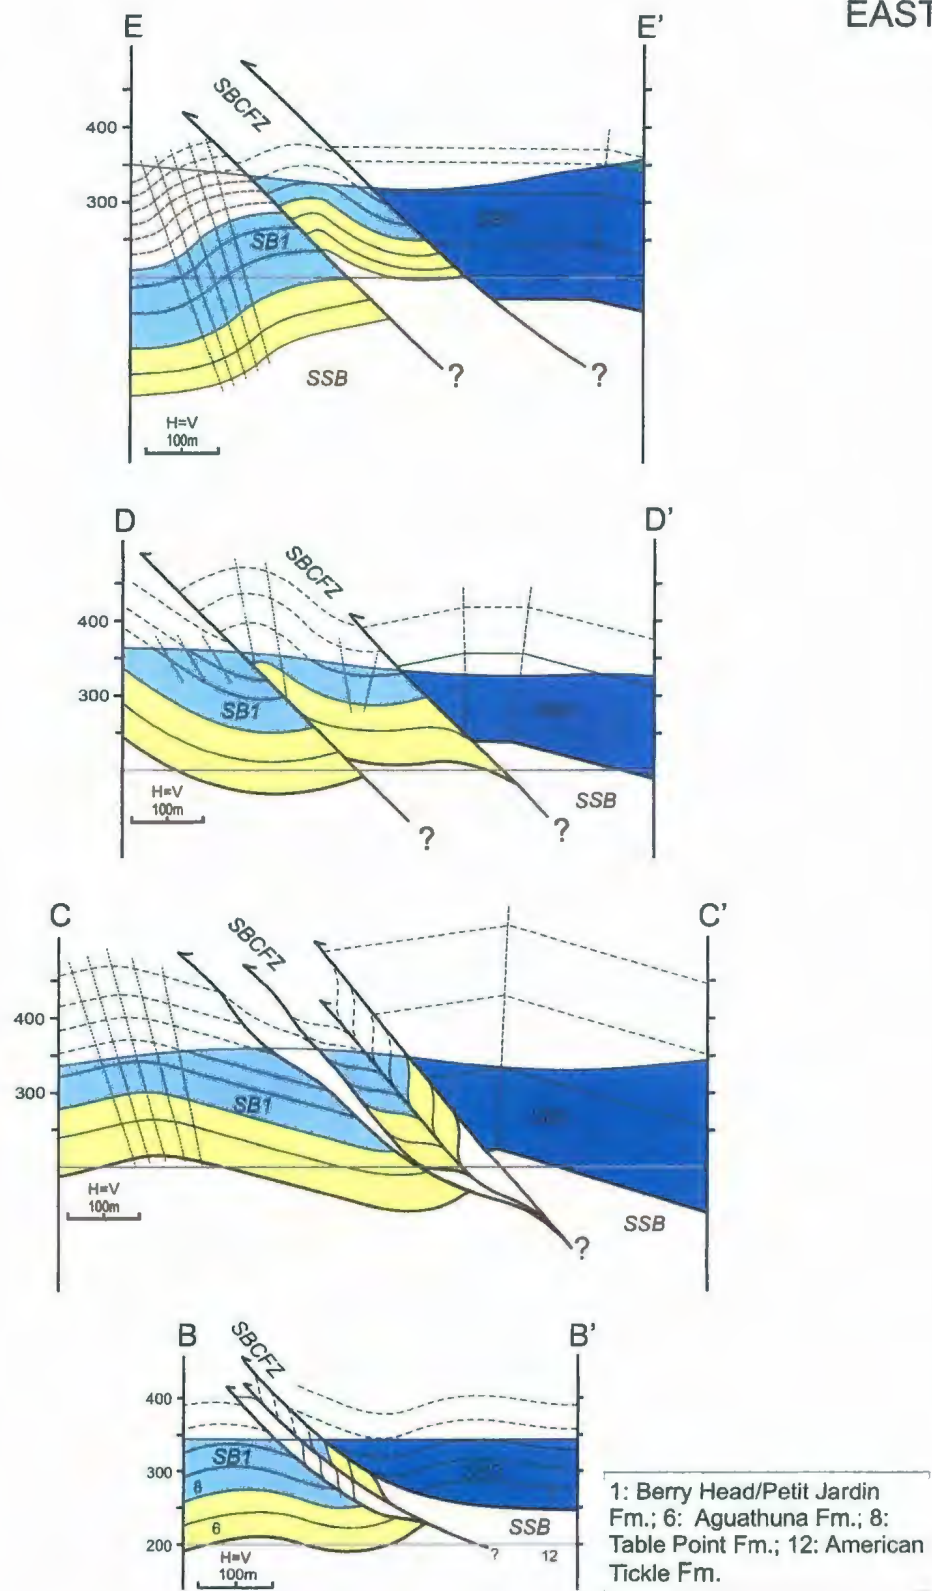 EAST
E E'
SBCFZ
400
300
SB1
SSB
?
?
H=V
100m
D D'
SBCFZ
400
300
SB1
H=V
100m
SSB
?
?
C C'
SBCFZ
400
300
SB1
H=V
100m
SSB
?
B B'
SBCFZ
400
SB1
300
8
6
SSB
200
?
12
H=V
100m
1: Berry Head/Petit Jardin
Fm.; 6: Aguathuna Fm.; 8:
Table Point Fm.; 12: American
Tickle Fm.